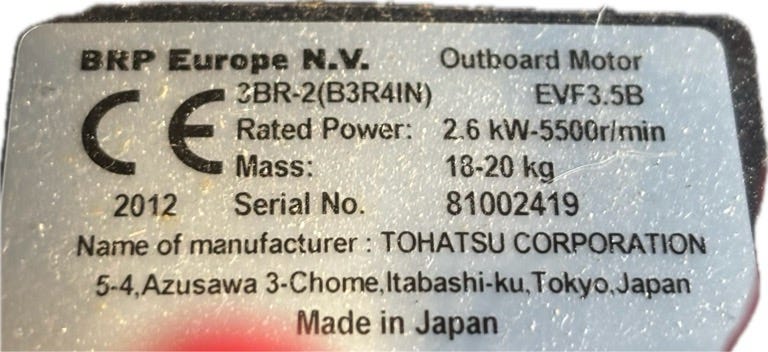 BRP Europe N.V. Outboard Motor
CE 3BR-2(B3R4IN) EVF3.5B
Rated Power: 2.6 kW-5500r/min
Mass: 18-20 kg
2012 Serial No. 81002419
Name of manufacturer : TOHATSU CORPORATION
5-4,Azusawa 3-Chome,Itabashi-ku,Tokyo,Japan
Made in Japan